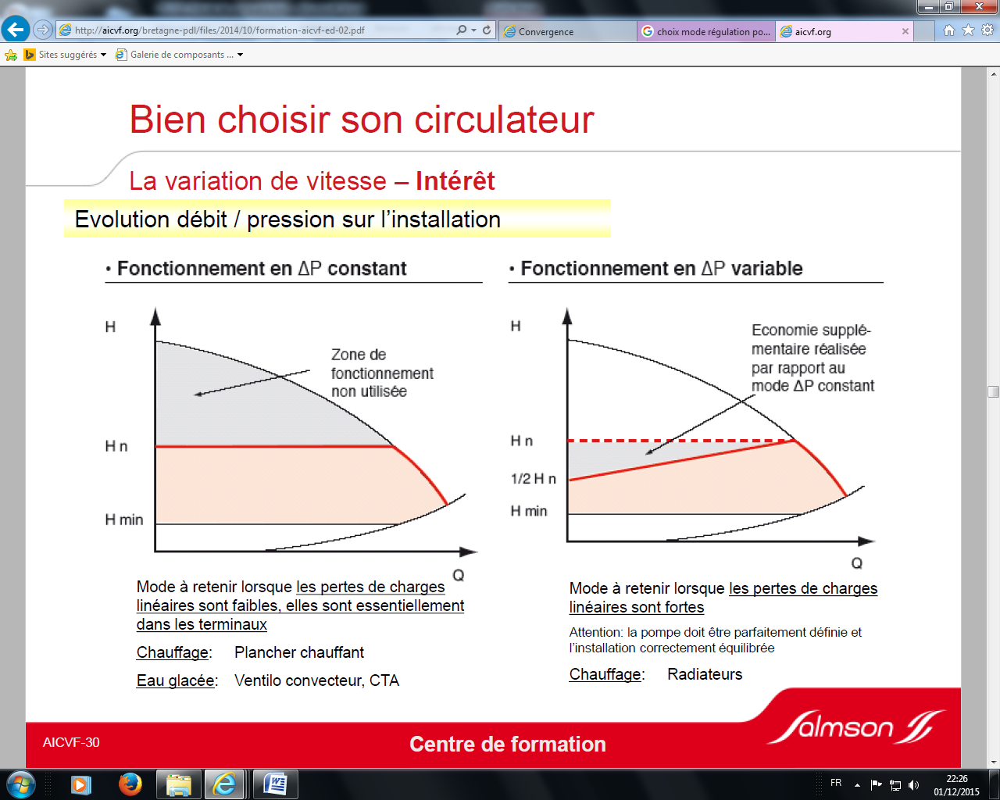 http://aicvf.org/bretagne-pdl/files/2014/10/formation-aicvf-ed-02.pdf
Convergence
choix mode régulation po...
aicvf.org
Sites suggérés
Galerie de composants ...
Bien choisir son circulateur
La variation de vitesse – Intérêt
Evolution débit / pression sur l'installation
• Fonctionnement en ΔP constant
H
Zone de
fonctionnement
non utilisée
H n
H min
Q
Mode à retenir lorsque les pertes de charges
linéaires sont faibles, elles sont essentiellement
dans les terminaux
Chauffage: Plancher chauffant
Eau glacée: Ventilo convecteur, CTA
• Fonctionnement en ΔP variable
H
Economie supplé-
mentaire réalisée
par rapport au
mode ΔP constant
H n
1/2 H n
H min
Q
Mode à retenir lorsque les pertes de charges
linéaires sont fortes
Attention: la pompe doit être parfaitement définie et
l'installation correctement équilibrée
Chauffage: Radiateurs
AICVF-30
Centre de formation
Salmson
FR
22:26
01/12/2015